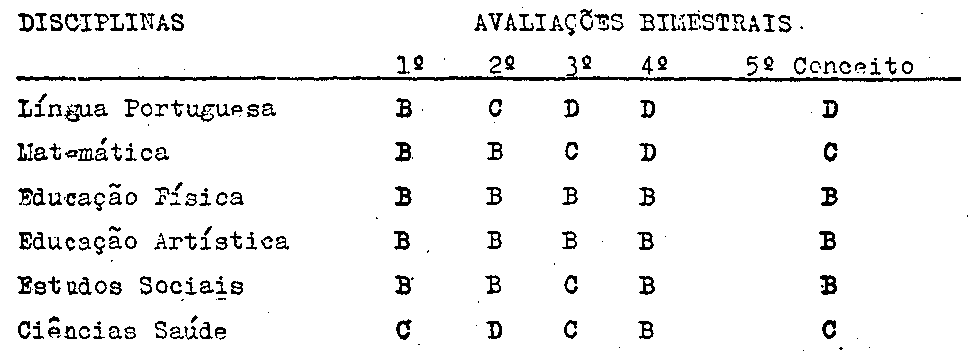 DISCIPLINAS AVALIAÇÕES BIMESTRAIS
1º 2º 3º 4º 5º Conceito
Língua Portuguesa B C D D D
Matemática B B C D C
Educação Física B B B B B
Educação Artística B B B B B
Estudos Sociais B B C B B
Ciências Saúde C D C B C